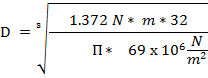 D = ³√
1.372 N * m * 32
Π * 69 x 10⁶ N/m²